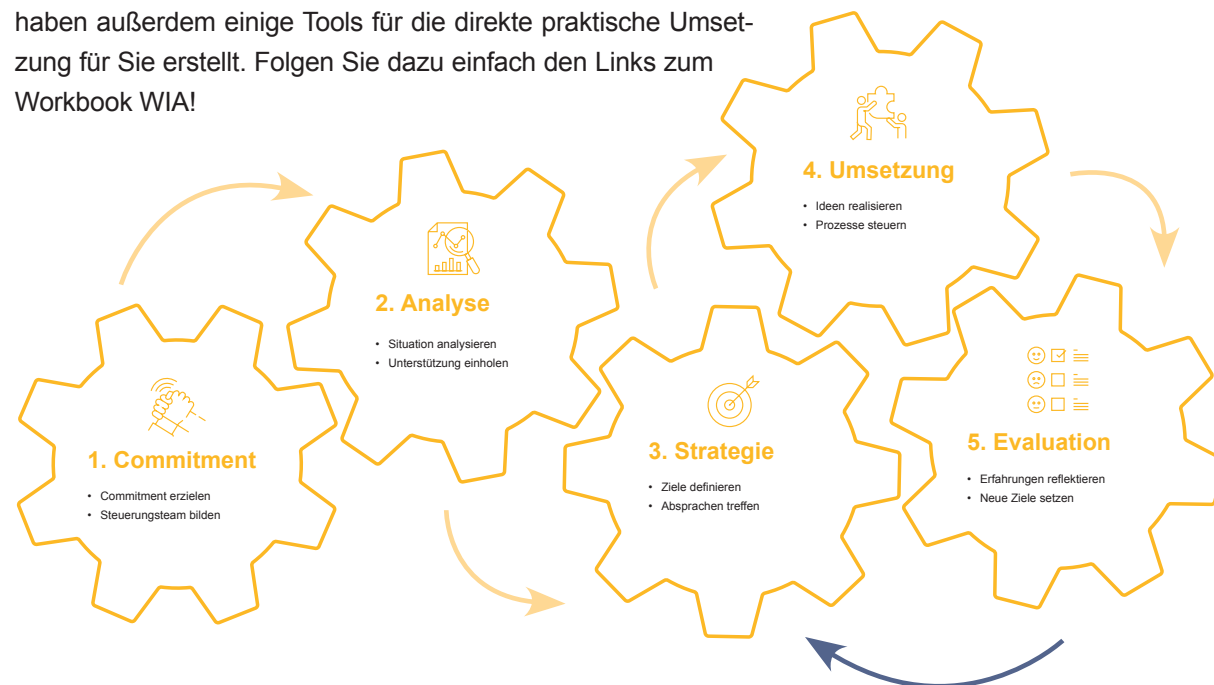 haben außerdem einige Tools für die direkte praktische Umset-
zung für Sie erstellt. Folgen Sie dazu einfach den Links zum
Workbook WIA!
1. Commitment
• Commitment erzielen
• Steuerungsteam bilden
2. Analyse
• Situation analysieren
• Unterstützung einholen
3. Strategie
• Ziele definieren
• Absprachen treffen
4. Umsetzung
• Ideen realisieren
• Prozesse steuern
5. Evaluation
• Erfahrungen reflektieren
• Neue Ziele setzen